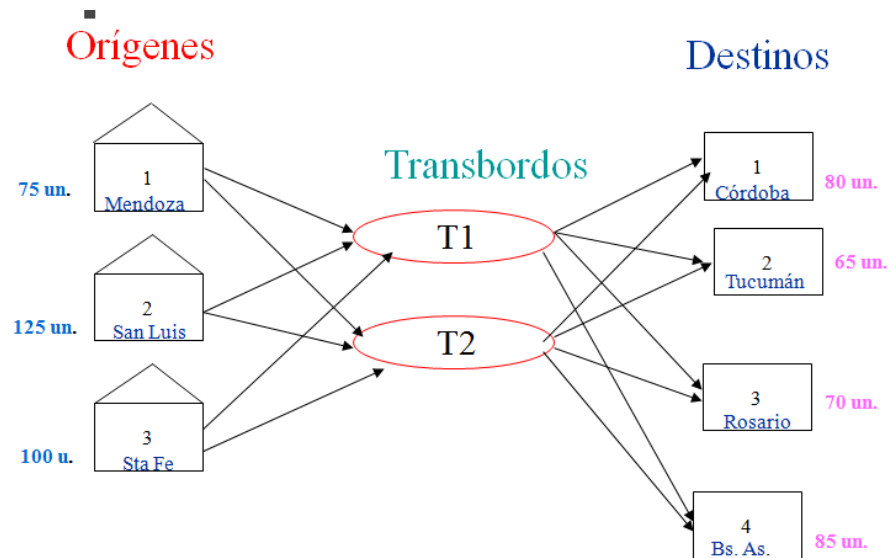 Orígenes
Destinos
Transbordos
75 un.
1
Mendoza
125 un.
2
San Luis
100 u.
3
Sta Fe
T1
T2
1
Córdoba
80 un.
2
Tucumán
65 un.
3
Rosario
70 un.
4
Bs. As.
85 un.